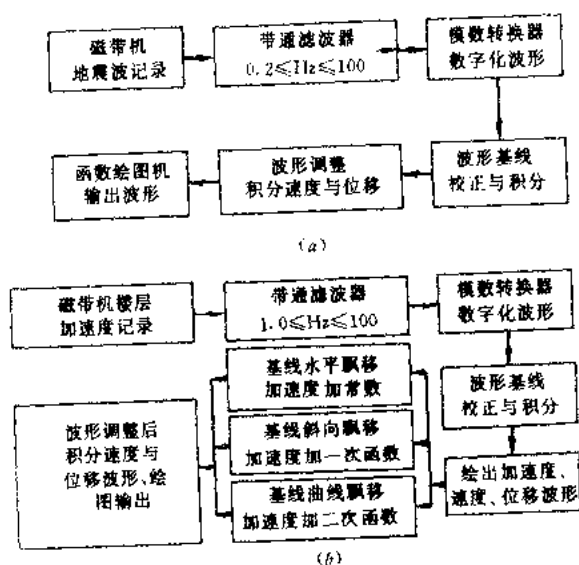 磁带机
地震波记录
带通滤波器
0.2≤Hz≤100
模数转换器
数字化波形
函数绘图机
输出波形
波形调整
积分速度与位移
波形基线
校正与积分
(a)
磁带机楼层
加速度记录
带通滤波器
1.0≤Hz≤100
模数转换器
数字化波形
基线水平飘移
加速度加常数
波形基线
校正与积分
波形调整后
积分速度与
位移波形、绘
图输出
基线斜向飘移
加速度加一次函数
绘出加速度、
速度、位移波形
基线油线飘移
加速度加二次函数
(b)